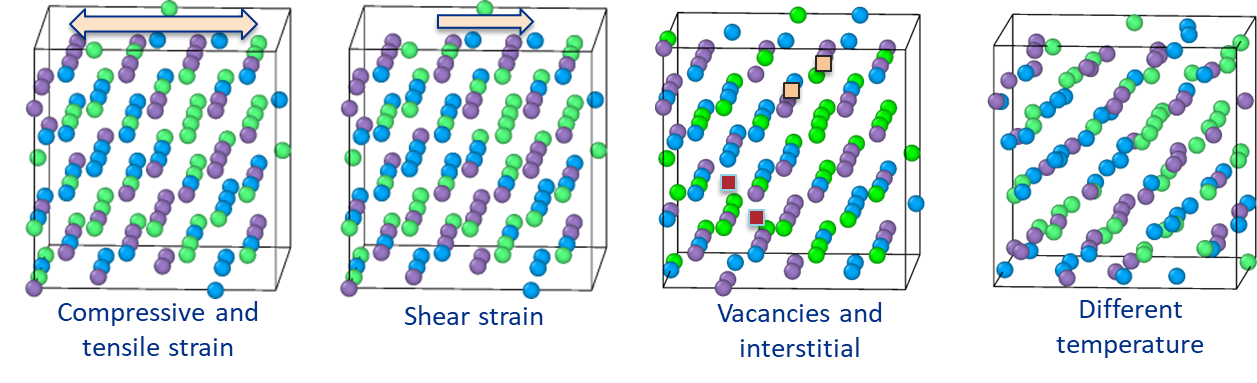 Compressive and
tensile strain
Shear strain
Vacancies and
interstitial
Different
temperature